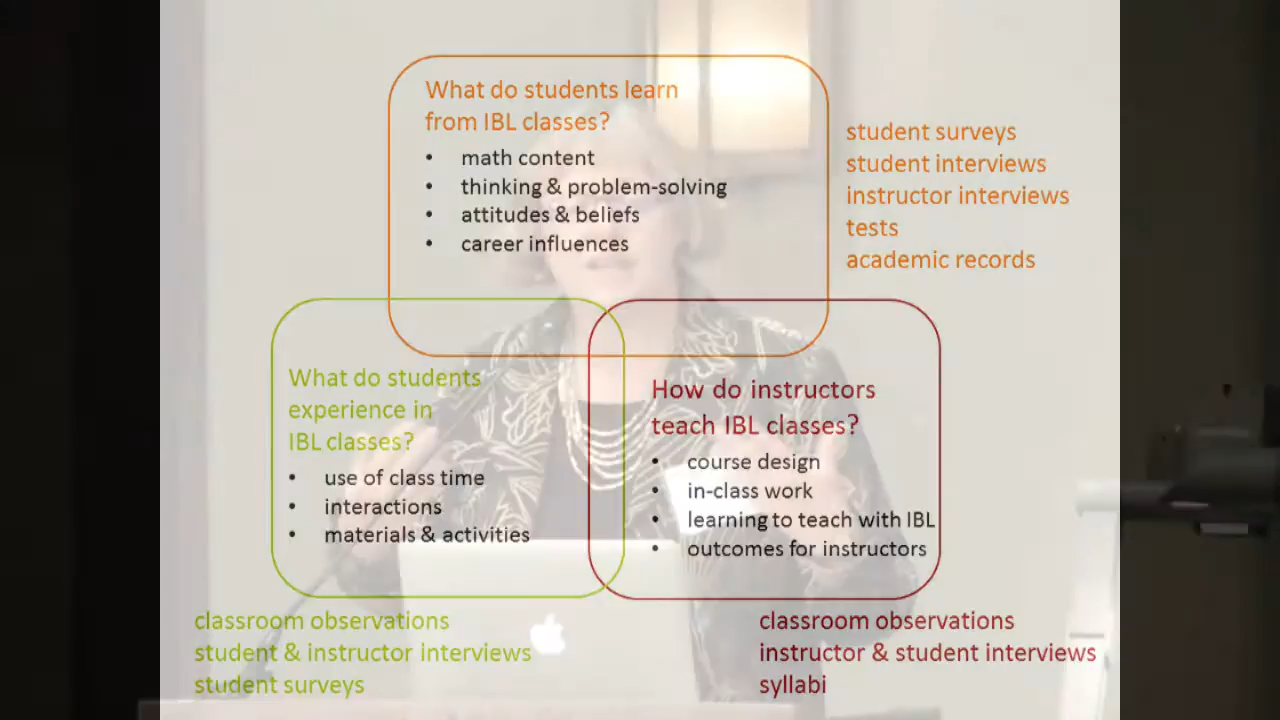 What do students learn
from IBL classes?
• math content
• thinking & problem-solving
• attitudes & beliefs
• career influences
student surveys
student interviews
instructor interviews
tests
academic records
What do students
experience in
IBL classes?
• use of class time
• interactions
• materials & activities
classroom observations
student & instructor interviews
student surveys
How do instructors
teach IBL classes?
• course design
• in-class work
• learning to teach with IBL
• outcomes for instructors
classroom observations
instructor & student interviews
syllabi